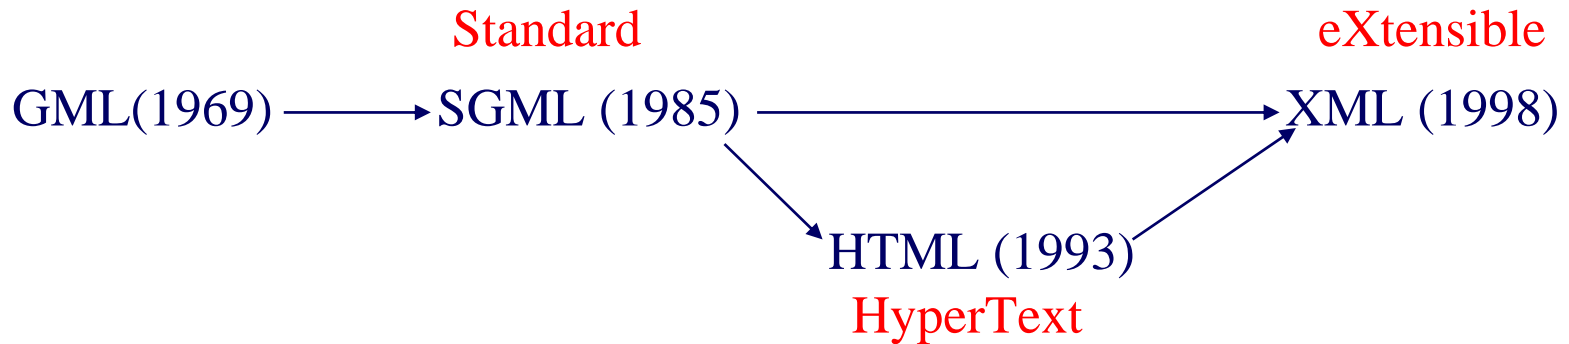 Standard
eXtensible
GML(1969)
SGML (1985)
XML (1998)
HTML (1993)
HyperText